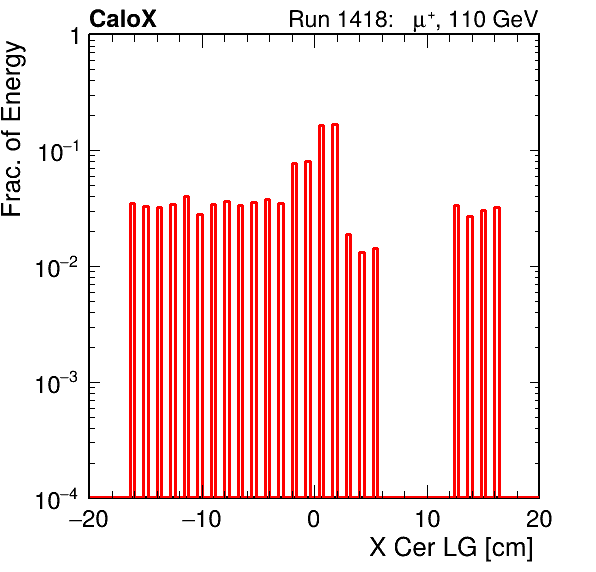 CaloX Run 1418: μ⁺, 110 GeV
Frac. of Energy
1
10⁻¹
10⁻²
10⁻³
10⁻⁴
−20 −10 0 10 20
X Cer LG [cm]